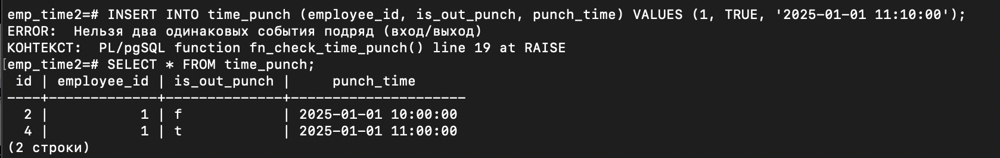 emp_time2=# INSERT INTO time_punch (employee_id, is_out_punch, punch_time) VALUES (1, TRUE, '2025-01-01 11:10:00');
ERROR:  Нельзя два одинаковых события подряд (вход/выход)
КОНТЕКСТ:  PL/pgSQL function fn_check_time_punch() line 19 at RAISE
[emp_time2=# SELECT * FROM time_punch;
 id | employee_id | is_out_punch |     punch_time
----+-------------+--------------+---------------------
  2 |           1 | f            | 2025-01-01 10:00:00
  4 |           1 | t            | 2025-01-01 11:00:00
(2 строки)